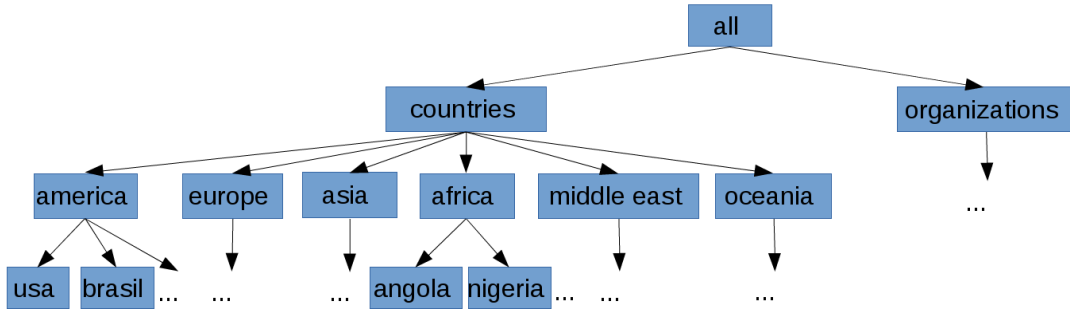 all
countries
organizations
america
europe
asia
africa
middle east
oceania
...
usa
brasil
...
...
...
angola
nigeria
...
...
...